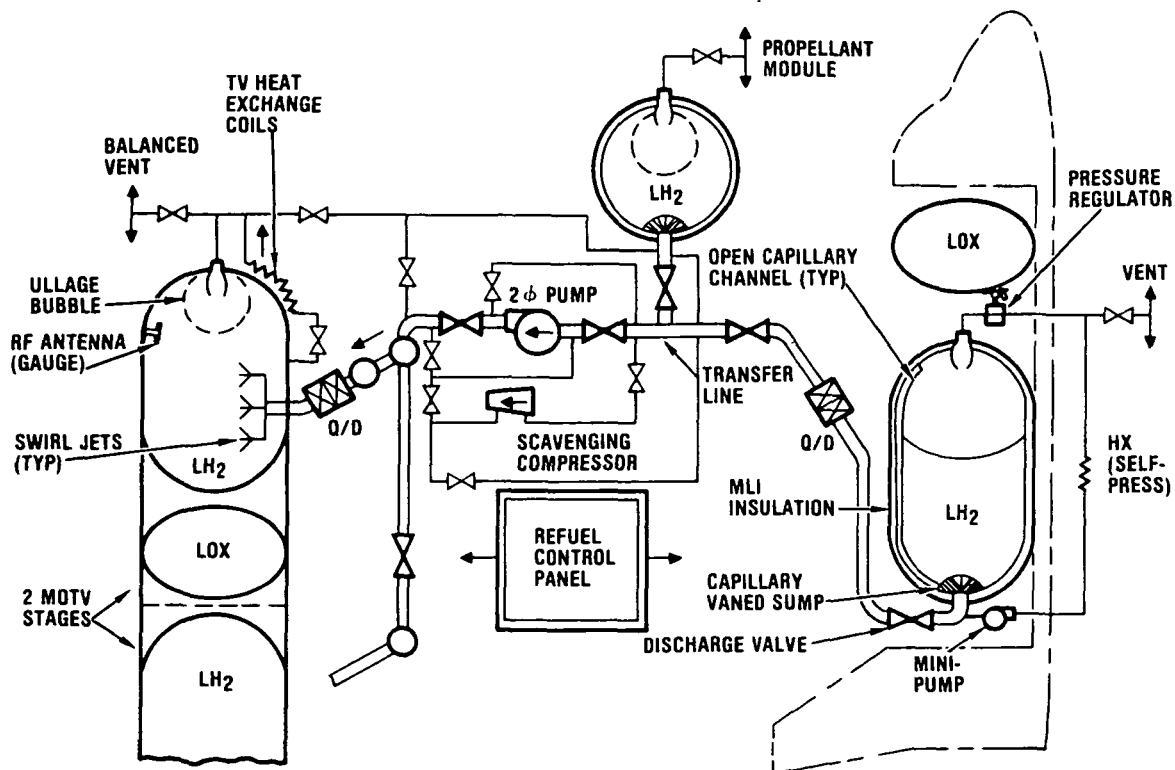 PROPELLANT
MODULE
TV HEAT
EXCHANGE
COILS
BALANCED
VENT
LH2
PRESSURE
REGULATOR
LOX
OPEN CAPILLARY
CHANNEL (TYP)
VENT
ULLAGE
BUBBLE
2 ϕ PUMP
RF ANTENNA
(GAUGE)
TRANSFER
LINE
Q/D
Q/D
SWIRL JETS
(TYP)
LH2
SCAVENGING
COMPRESSOR
HX
(SELF-
PRESS)
MLI
INSULATION
LH2
LOX
REFUEL
CONTROL
PANEL
2 MOTV
STAGES
CAPILLARY
VANED SUMP
DISCHARGE VALVE
MINI-
PUMP
LH2